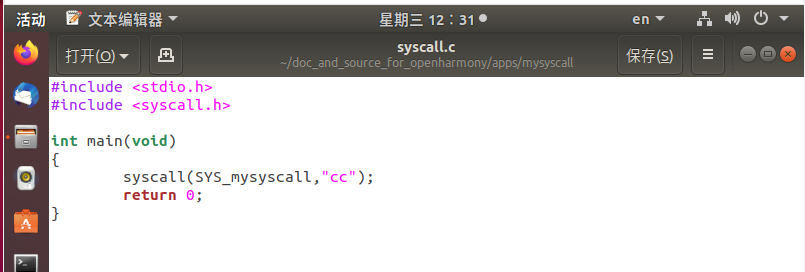 活动 文本编辑器 星期三 12：31 en
打开(O) syscall.c 保存(S)
~/doc_and_source_for_openharmony/apps/mysyscall
#include <stdio.h>
#include <syscall.h>
int main(void)
{
syscall(SYS_mysyscall,"cc");
return 0;
}